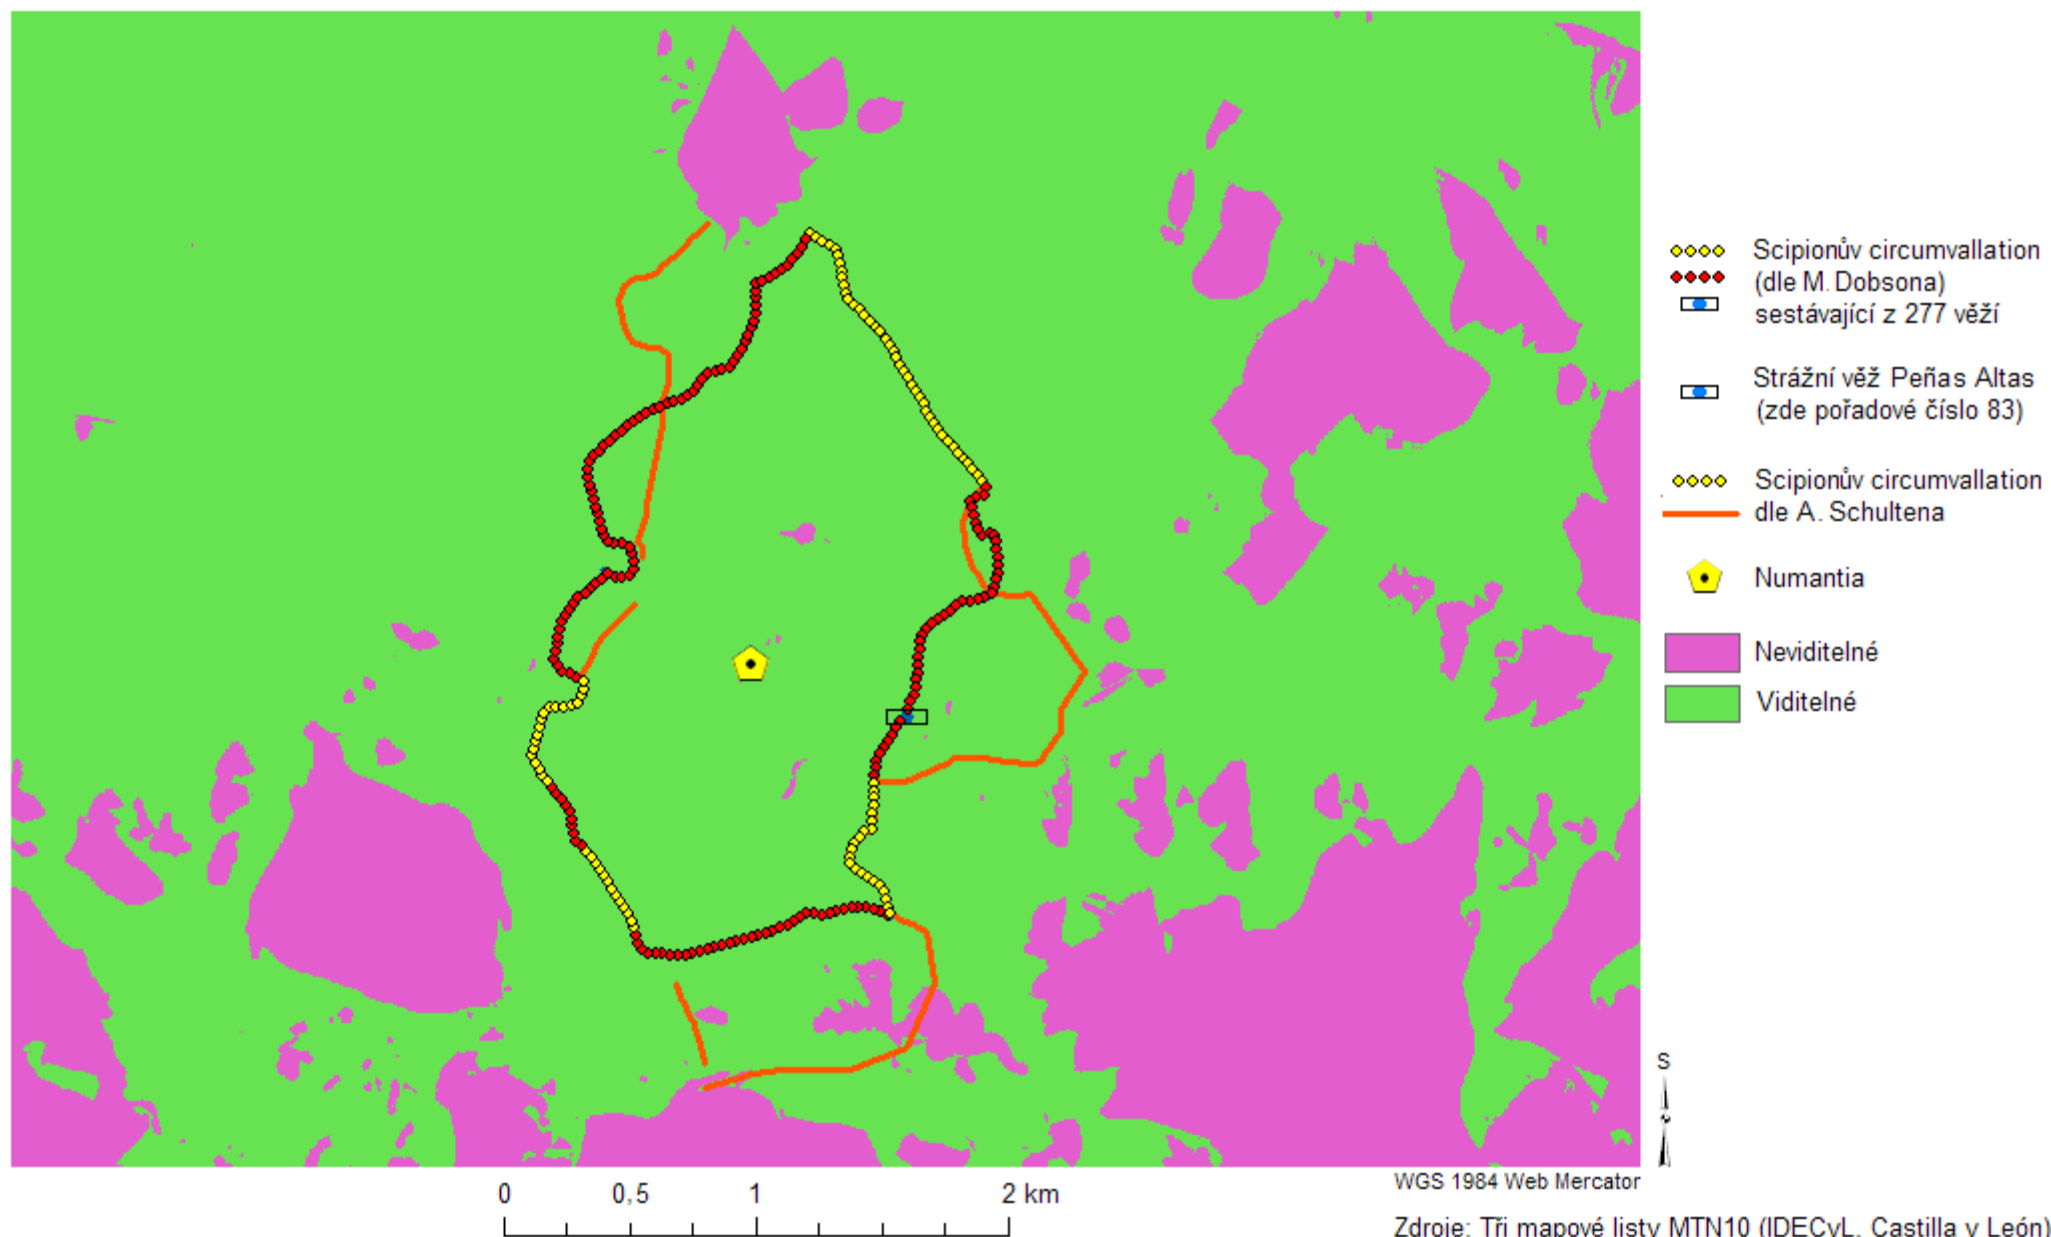 Scipionův circumvallation
(dle M. Dobsona)
sestávající z 277 věží
Strážní věž Peñas Altas
(zde pořadové číslo 83)
Scipionův circumvallation
dle A. Schultena
Numantia
Neviditelné
Viditelné
S
0 0,5 1 2 km
WGS 1984 Web Mercator
Zdroje: Tři mapové listy MTN10 (IDECyL, Castilla y León)